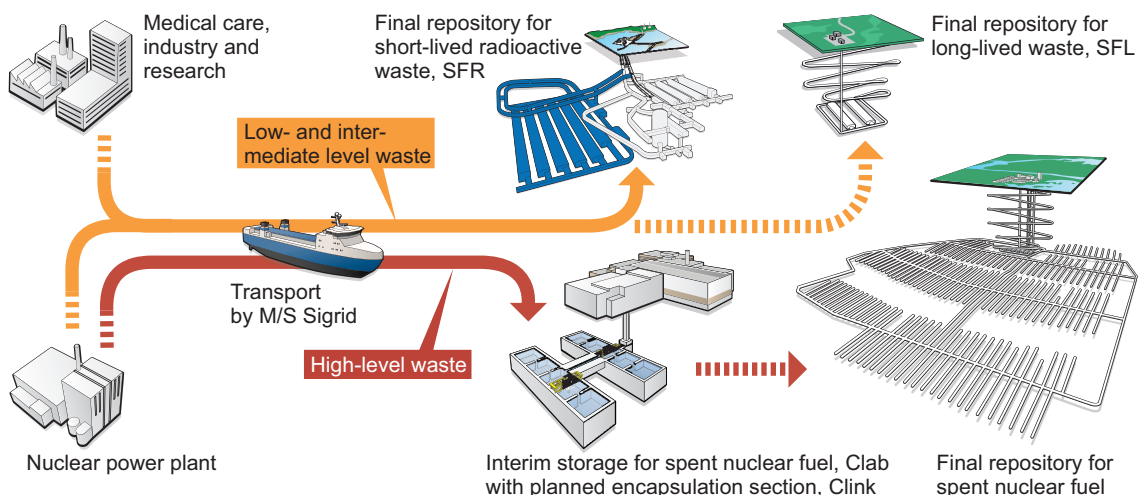 Medical care,
industry and
research
Final repository for
short-lived radioactive
waste, SFR
Final repository for
long-lived waste, SFL
Low- and inter-
mediate level waste
Transport
by M/S Sigrid
High-level waste
Nuclear power plant
Interim storage for spent nuclear fuel, Clab
with planned encapsulation section, Clink
Final repository for
spent nuclear fuel